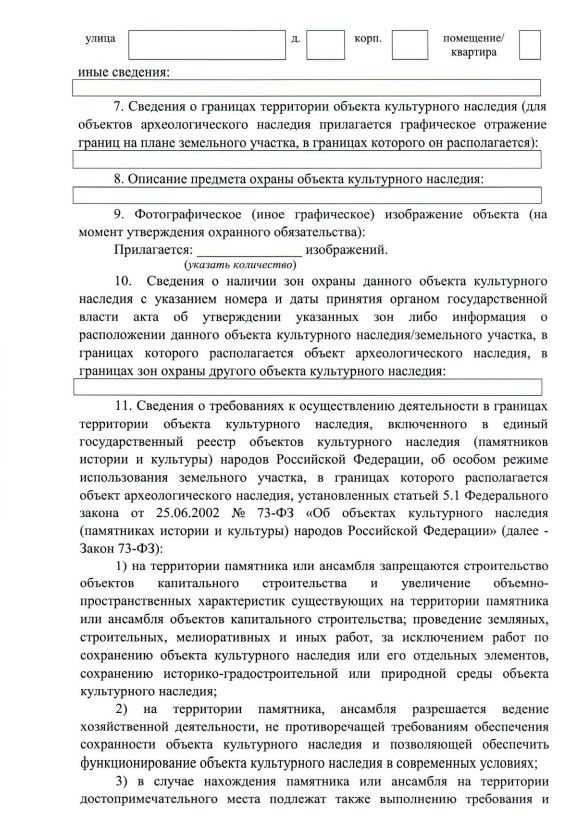 улица д. корп. помещение/
квартира
иные сведения:
7. Сведения о границах территории объекта культурного наследия (для
объектов археологического наследия прилагается графическое отражение
границ на плане земельного участка, в границах которого он располагается):
8. Описание предмета охраны объекта культурного наследия:
9. Фотографическое (иное графическое) изображение объекта (на
момент утверждения охранного обязательства):
Прилагается: ________________ изображений.
(указать количество)
10. Сведения о наличии зон охраны данного объекта культурного
наследия с указанием номера и даты принятия органом государственной
власти акта об утверждении указанных зон либо информация о
расположении данного объекта культурного наследия/земельного участка, в
границах которого располагается объект археологического наследия, в
границах зон охраны другого объекта культурного наследия:
11. Сведения о требованиях к осуществлению деятельности в границах
территории объекта культурного наследия, включенного в единый
государственный реестр объектов культурного наследия (памятников
истории и культуры) народов Российской Федерации, об особом режиме
использования земельного участка, в границах которого располагается
объект археологического наследия, установленных статьей 5.1 Федерального
закона от 25.06.2002 № 73-ФЗ «Об объектах культурного наследия
(памятниках истории и культуры) народов Российской Федерации» (далее -
Закон 73-ФЗ):
1) на территории памятника или ансамбля запрещаются строительство
объектов капитального строительства и увеличение объемно-
пространственных характеристик существующих на территории памятника
или ансамбля объектов капитального строительства; проведение земляных,
строительных, мелиоративных и иных работ, за исключением работ по
сохранению объекта культурного наследия или его отдельных элементов,
сохранению историко-градостроительной или природной среды объекта
культурного наследия;
2) на территории памятника, ансамбля разрешается ведение
хозяйственной деятельности, не противоречащей требованиям обеспечения
сохранности объекта культурного наследия и позволяющей обеспечить
функционирование объекта культурного наследия в современных условиях;
3) в случае нахождения памятника или ансамбля на территории
достопримечательного места подлежат также выполнению требования и